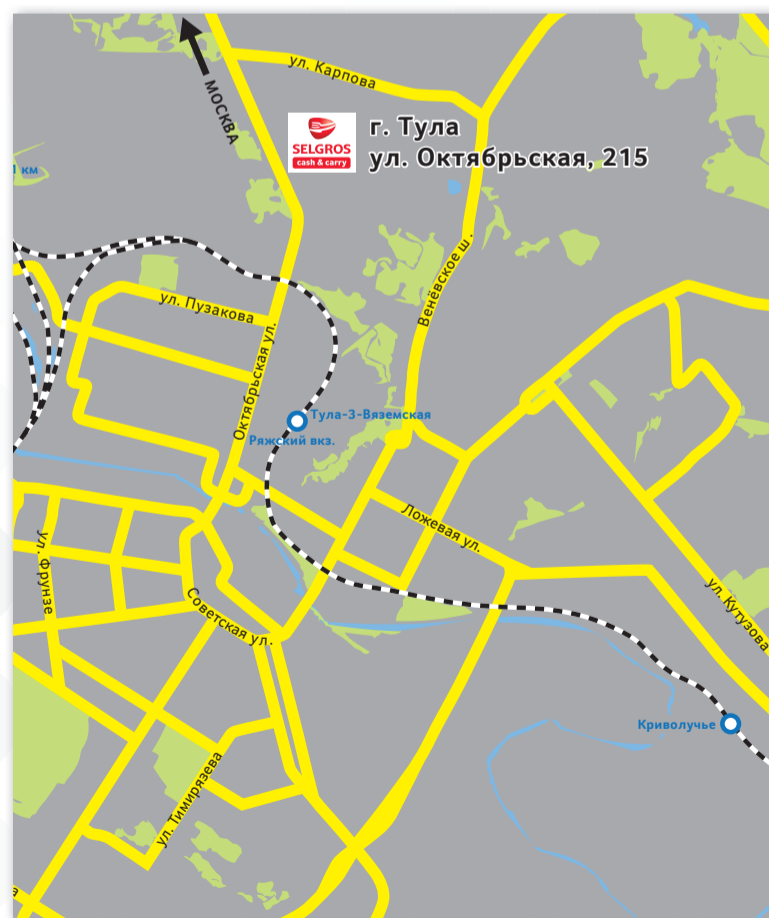 ул. Карпова
МОСКВА
SELGROS
cash & carry
г. Тула
ул. Октябрьская, 215
км
Венёвское ш.
ул. Пузакова
Октябрьская ул.
Тула-3-Вяземская
Ряжский вкз.
Ложевая ул.
ул. Фрунзе
Советская ул.
ул. Кутузова
Криволучье
ул. Тимирязева